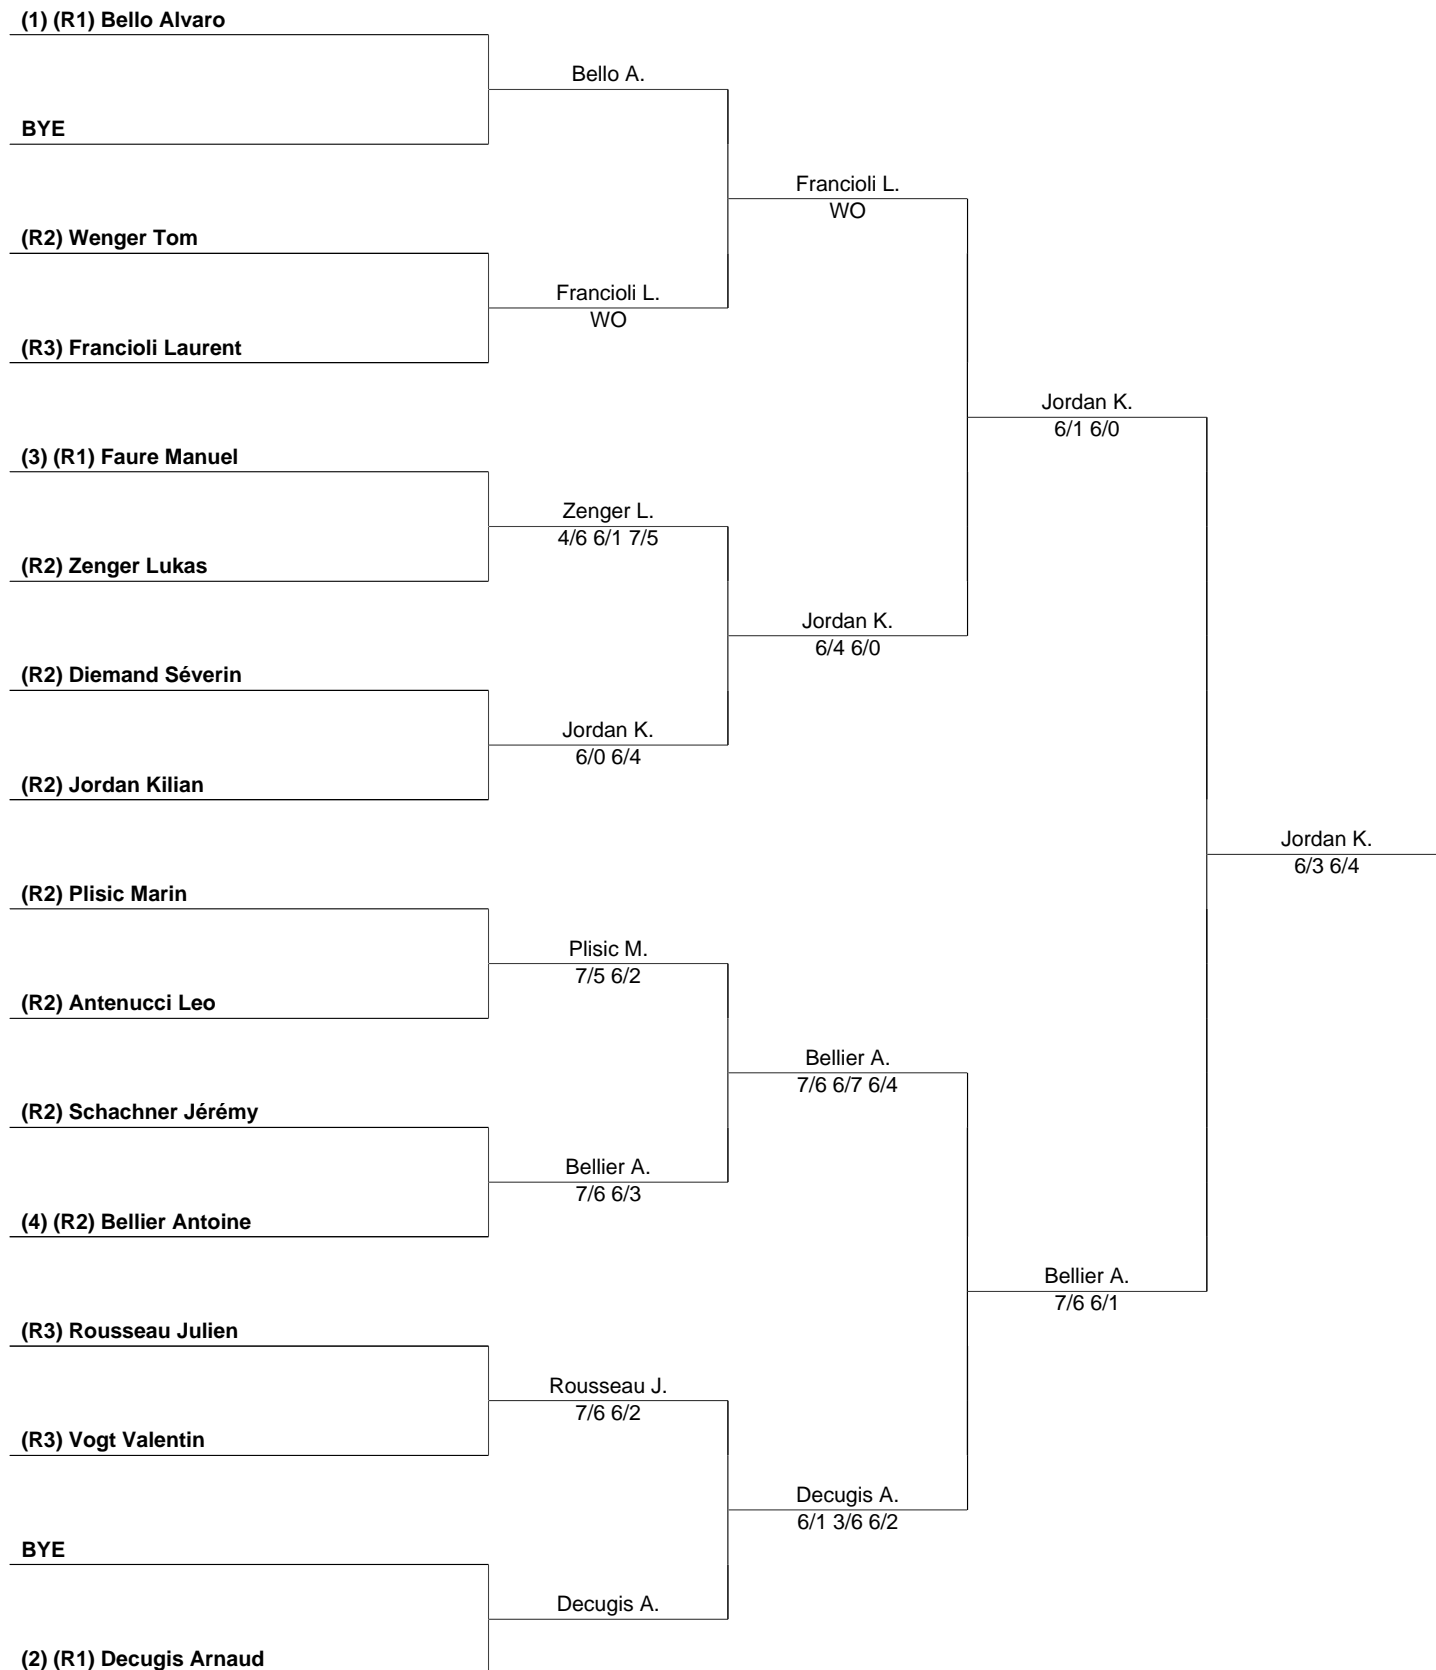 (1) (R1) Bello Alvaro
Bello A.
BYE
Francioli L.
WO
(R2) Wenger Tom
Francioli L.
WO
(R3) Francioli Laurent
Jordan K.
6/1 6/0
(3) (R1) Faure Manuel
Zenger L.
4/6 6/1 7/5
(R2) Zenger Lukas
Jordan K.
6/4 6/0
(R2) Diemand Séverin
Jordan K.
6/0 6/4
(R2) Jordan Kilian
Jordan K.
6/3 6/4
(R2) Plisic Marin
Plisic M.
7/5 6/2
(R2) Antenucci Leo
Bellier A.
7/6 6/7 6/4
(R2) Schachner Jérémy
Bellier A.
7/6 6/3
(4) (R2) Bellier Antoine
Bellier A.
7/6 6/1
(R3) Rousseau Julien
Rousseau J.
7/6 6/2
(R3) Vogt Valentin
Decugis A.
6/1 3/6 6/2
BYE
Decugis A.
(2) (R1) Decugis Arnaud